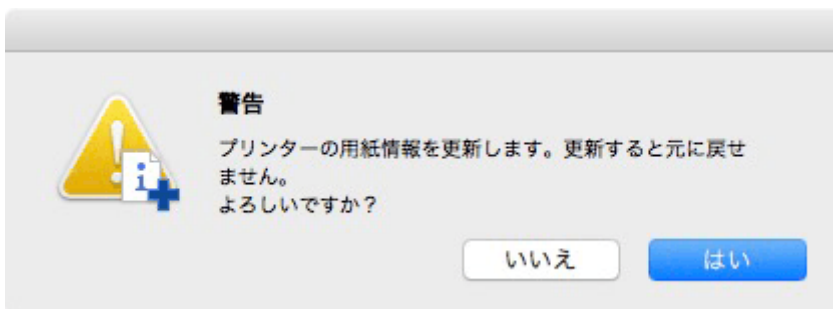 警告
プリンターの用紙情報を更新します。更新すると元に戻せ
ません。
よろしいですか？
いいえ
はい